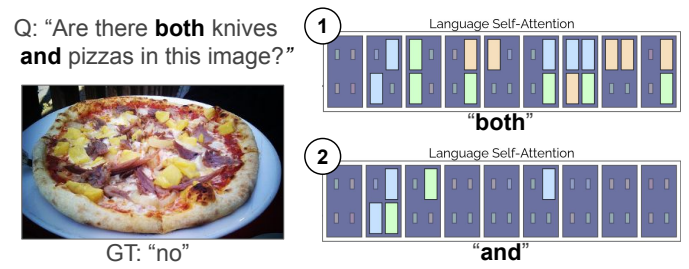 Q: “Are there both knives
and pizzas in this image?”
GT: “no”
1
Language Self-Attention
“both”
2
Language Self-Attention
“and”